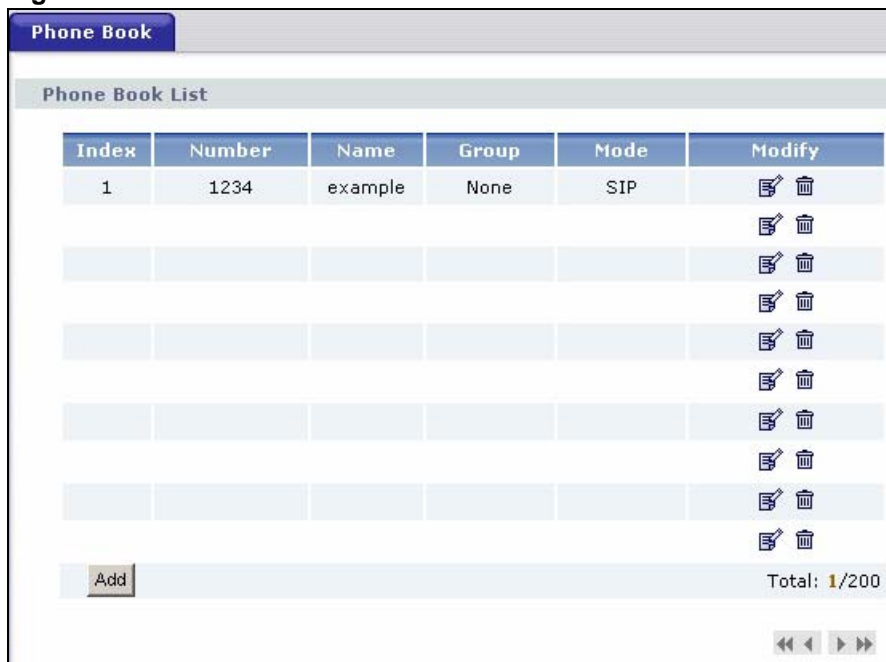 Phone Book
Phone Book List
Index Number Name Group Mode Modify
1 1234 example None SIP
Add Total: 1/200